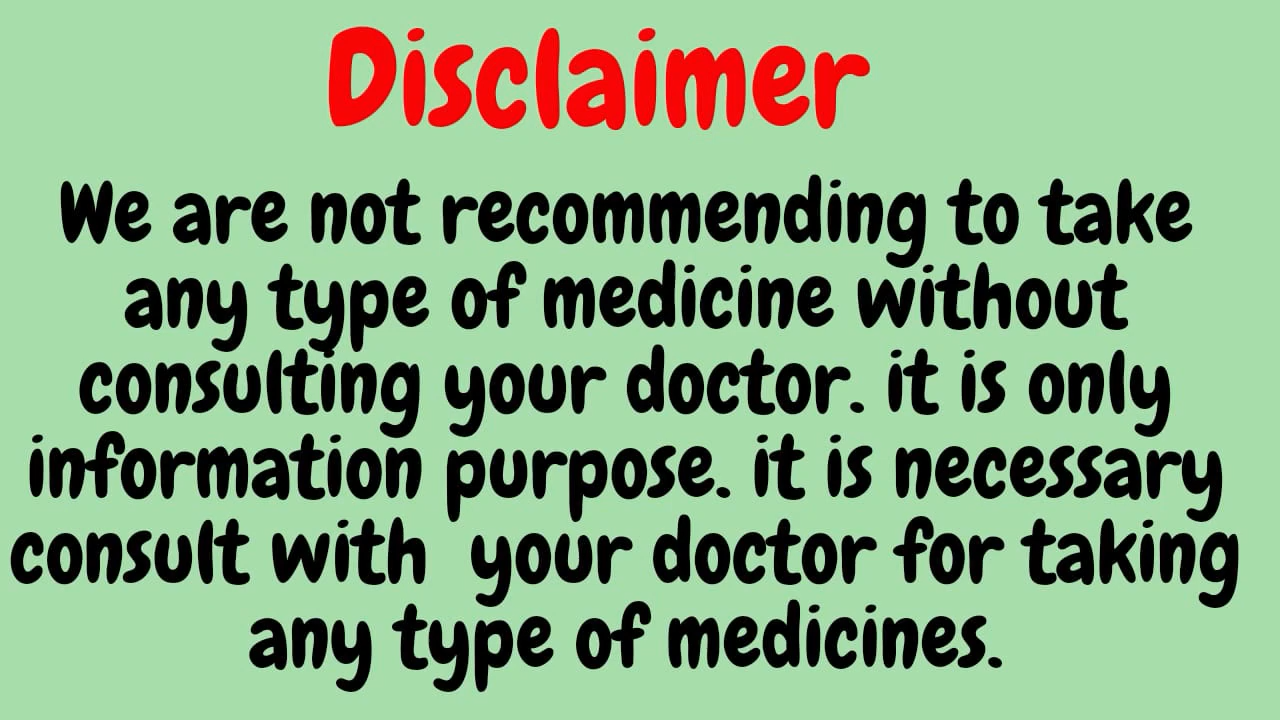 Disclaimer
We are not recommending to take
any type of medicine without
consulting your doctor. it is only
information purpose. it is necessary
consult with your doctor for taking
any type of medicines.